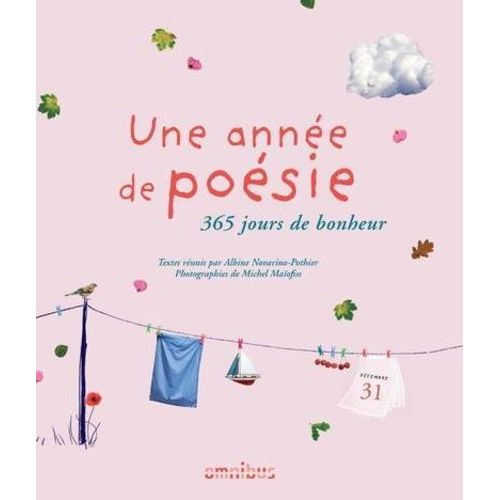 Une année
de poésie
365 jours de bonheur
Textes réunis par Albine Novarino-Pothier
Photographies de Michel Maïofiss
DÉCEMBRE
31
omnibus